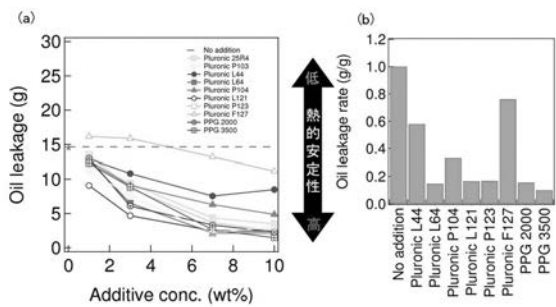 (a)
Oil leakage (g)
30
25
20
15
10
5
0
0
2
4
6
8
10
Additive conc. (wt%)
No addition
Pluronic 25R4
Pluronic P103
Pluronic L44
Pluronic L64
Pluronic P104
Pluronic L121
Pluronic P123
Pluronic F127
PPG 2000
PPG 3500
低
熱的安定性
高
(b)
Oil leakage rate (g/g)
1.2
1.0
0.8
0.6
0.4
0.2
0.0
No addition
Pluronic L44
Pluronic L64
Pluronic P104
Pluronic L121
Pluronic P123
Pluronic F127
PPG 2000
PPG 3500